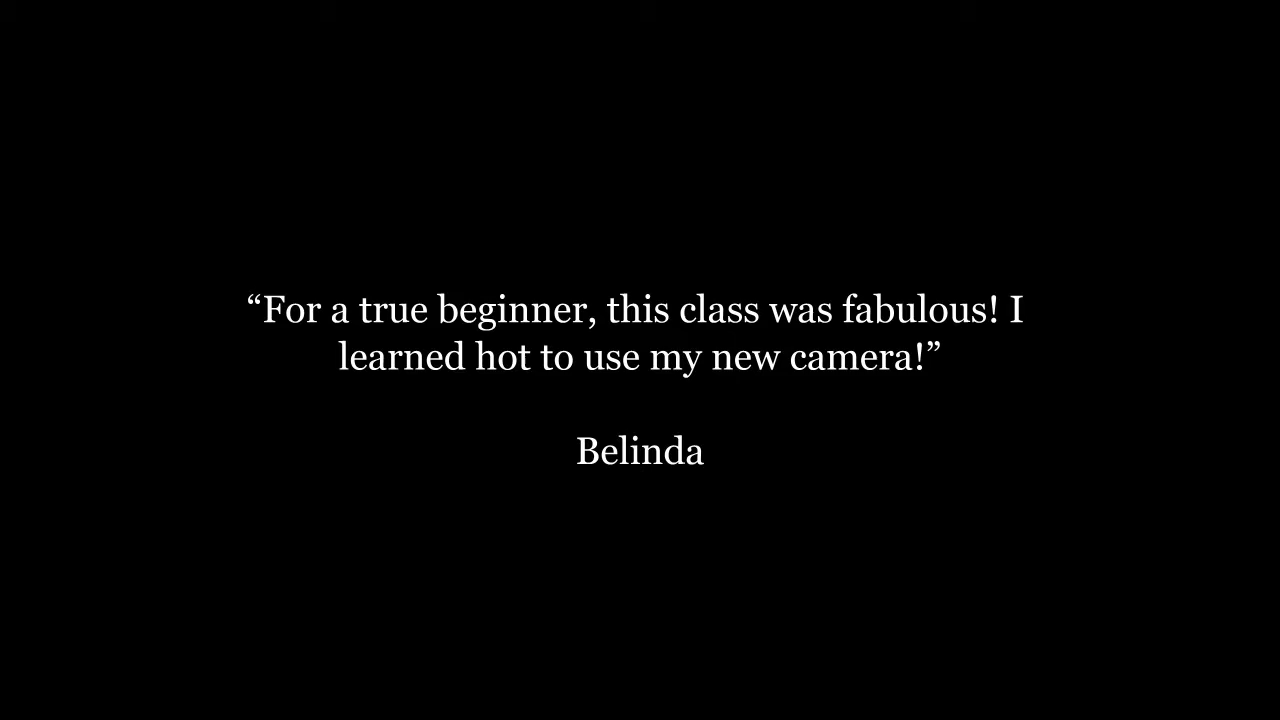 “For a true beginner, this class was fabulous! I
learned hot to use my new camera!”
Belinda